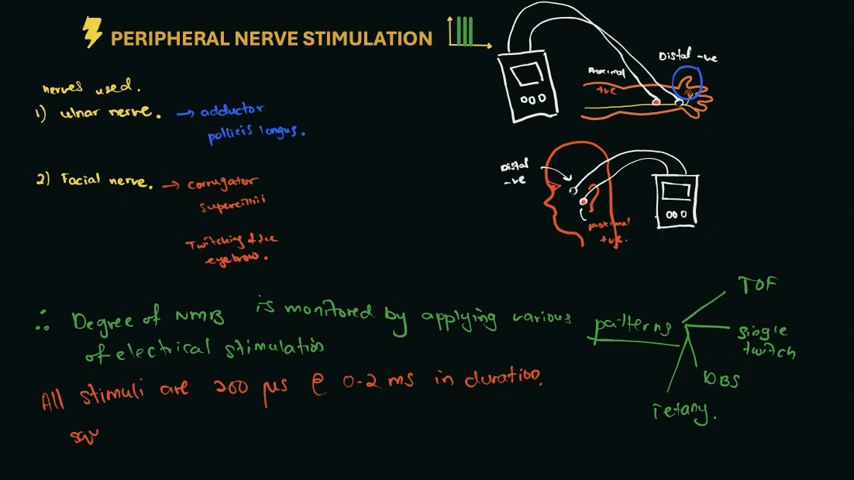 PERIPHERAL NERVE STIMULATION
nerves used.
1) ulnar nerve. → adductor
pollicis longus.
2) Facial nerve. → corrugator
supercillii
Twitching of the
eyebrow.
Distal -ve
Proximal
+ve
Distal
-ve
proximal
+ve.
∴ Degree of NMB is monitored by applying various patterns
of electrical stimulation
TOF
single
twitch
DBS
Tetany.
All stimuli are 200 µs @ 0.2 ms in duration.
squ